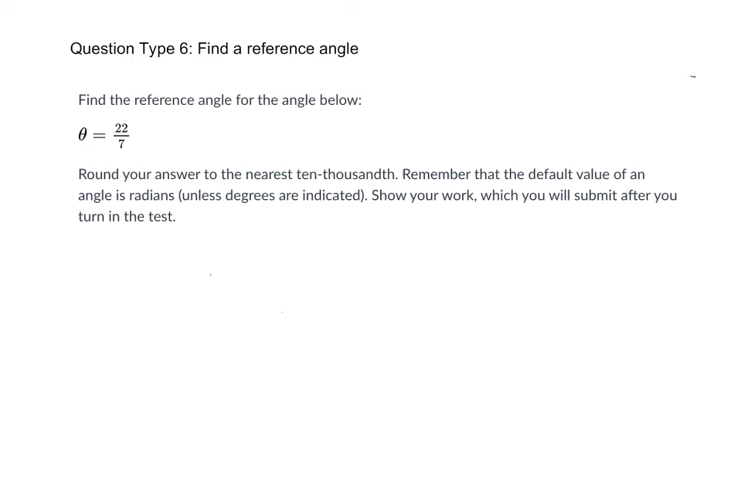 Question Type 6: Find a reference angle
Find the reference angle for the angle below:
θ = 22/7
Round your answer to the nearest ten-thousandth. Remember that the default value of an
angle is radians (unless degrees are indicated). Show your work, which you will submit after you
turn in the test.